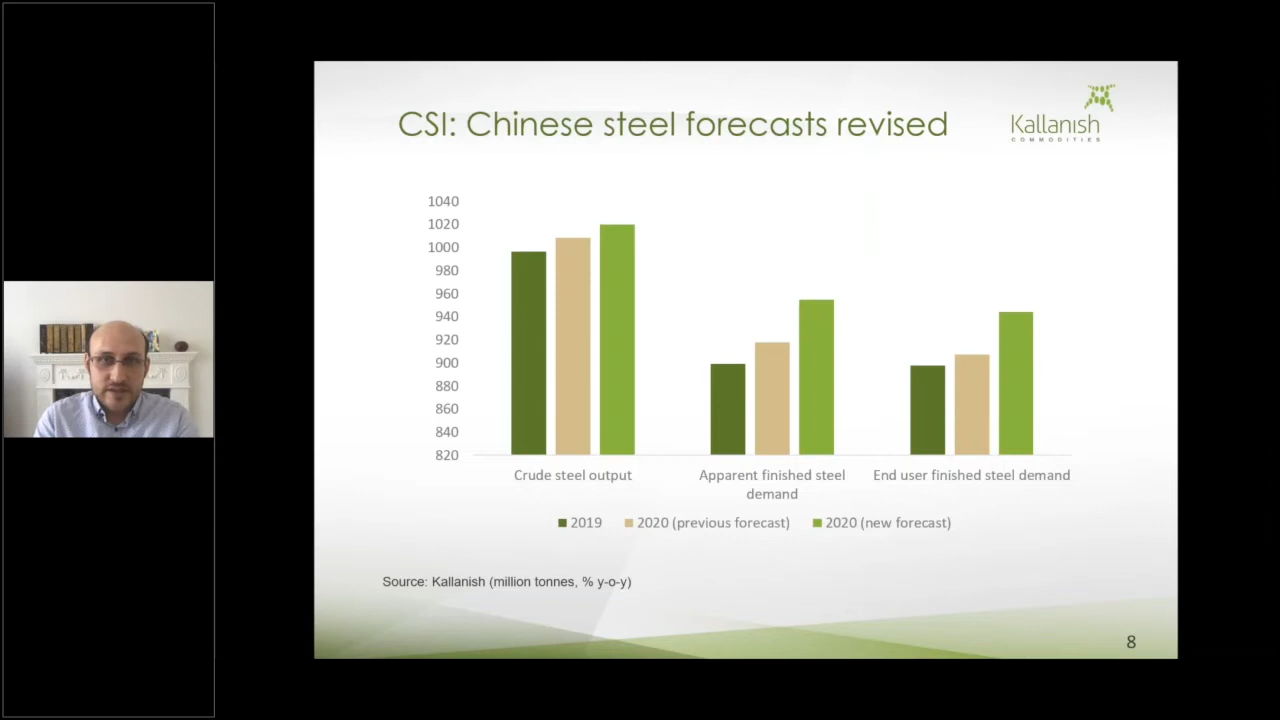 CSI: Chinese steel forecasts revised
Kallanish
COMMODITIES
1040
1020
1000
980
960
940
920
900
880
860
840
820
Crude steel output
Apparent finished steel
demand
End user finished steel demand
2019
2020 (previous forecast)
2020 (new forecast)
Source: Kallanish (million tonnes, % y-o-y)
8